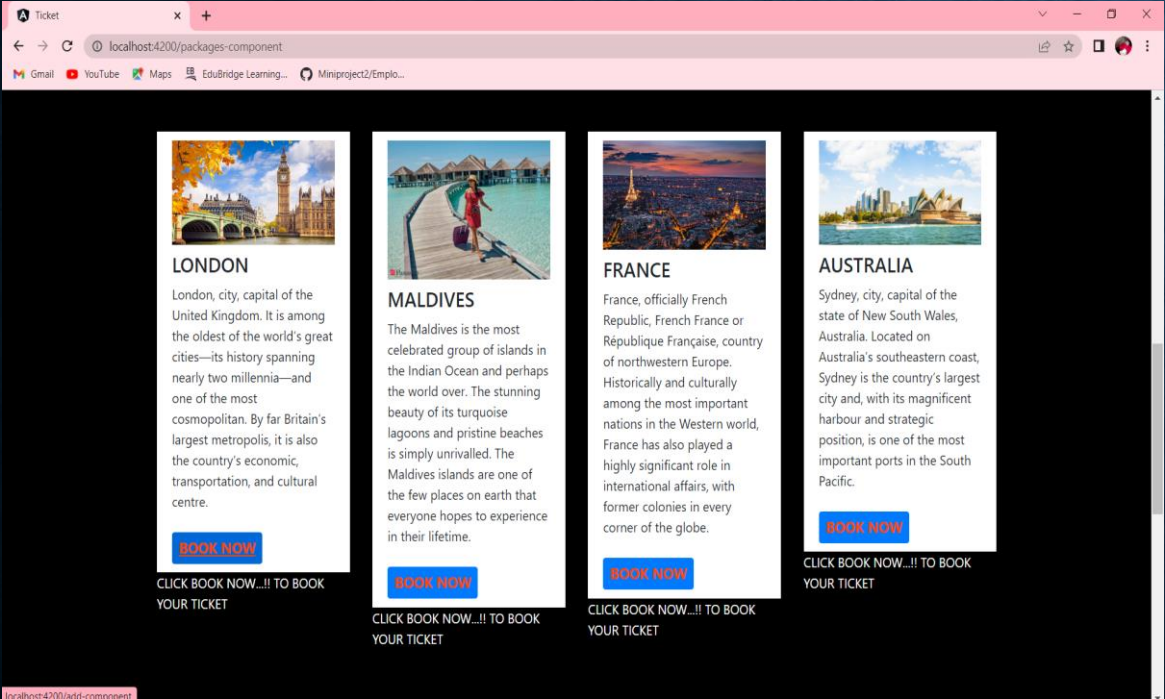 Ticket
localhost:4200/packages-component
Gmail
YouTube
Maps
EduBridge Learning...
Miniproject2/Emplo...
LONDON
London, city, capital of the
United Kingdom. It is among
the oldest of the world's great
cities—its history spanning
nearly two millennia—and
one of the most
cosmopolitan. By far Britain's
largest metropolis, it is also
the country's economic,
transportation, and cultural
centre.
BOOK NOW
CLICK BOOK NOW...!! TO BOOK
YOUR TICKET
MALDIVES
The Maldives is the most
celebrated group of islands in
the Indian Ocean and perhaps
the world over. The stunning
beauty of its turquoise
lagoons and pristine beaches
is simply unrivalled. The
Maldives islands are one of
the few places on earth that
everyone hopes to experience
in their lifetime.
BOOK NOW
CLICK BOOK NOW...!! TO BOOK
YOUR TICKET
FRANCE
France, officially French
Republic, French France or
République Française, country
of northwestern Europe.
Historically and culturally
among the most important
nations in the Western world,
France has also played a
highly significant role in
international affairs, with
former colonies in every
corner of the globe.
BOOK NOW
CLICK BOOK NOW...!! TO BOOK
YOUR TICKET
AUSTRALIA
Sydney, city, capital of the
state of New South Wales,
Australia. Located on
Australia's southeastern coast,
Sydney is the country's largest
city and, with its magnificent
harbour and strategic
position, is one of the most
important ports in the South
Pacific.
BOOK NOW
CLICK BOOK NOW...!! TO BOOK
YOUR TICKET
localhost:4200/add-component